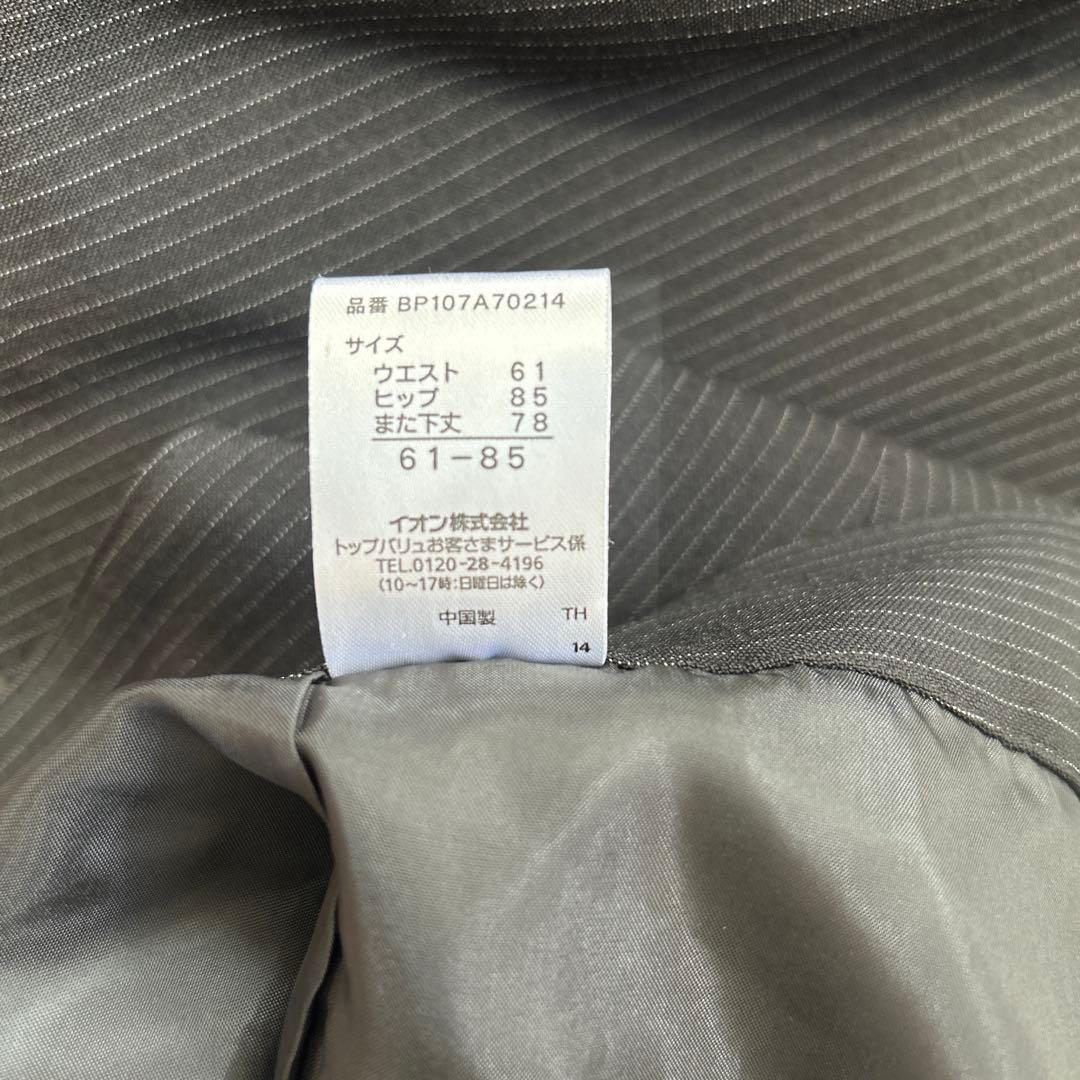 品番 BP107A70214
サイズ
ウエスト 61
ヒップ 85
また下丈 78
61-85
イオン株式会社
トップバリュお客さまサービス係
TEL.0120-28-4196
(10～17時:日曜日は除く)
中国製 TH
14